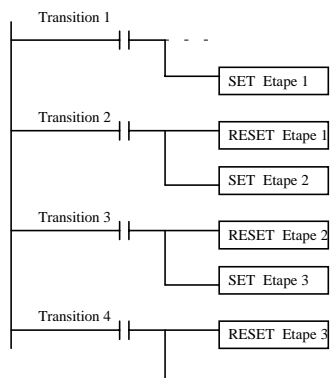 Transition 1
SET Etape 1
Transition 2
RESET Etape 1
SET Etape 2
Transition 3
RESET Etape 2
SET Etape 3
Transition 4
RESET Etape 3